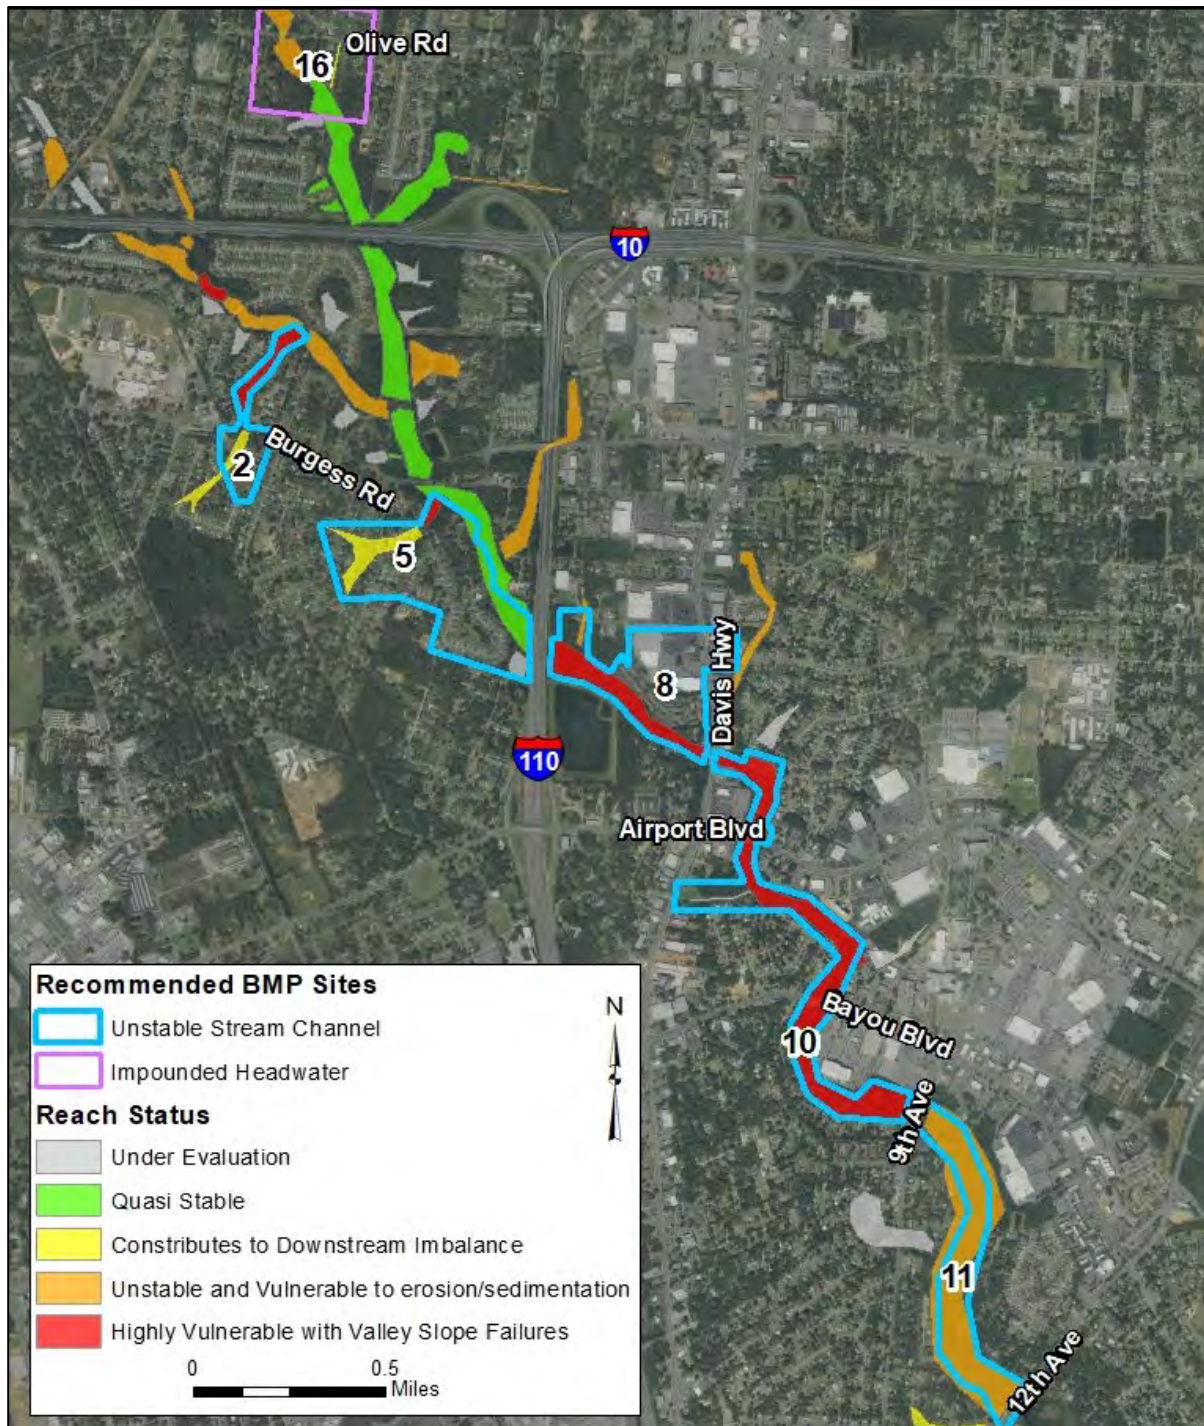 Olive Rd
16
10
Burgess Rd
2
5
8
Davis Hwy
110
Airport Blvd
Bayou Blvd
10
9th Ave
11
12th Ave
Recommended BMP Sites
Unstable Stream Channel
Impounded Headwater
N
Reach Status
Under Evaluation
Quasi Stable
Constributes to Downstream Imbalance
Unstable and Vulnerable to erosion/sedimentation
Highly Vulnerable with Valley Slope Failures
0 0.5
Miles